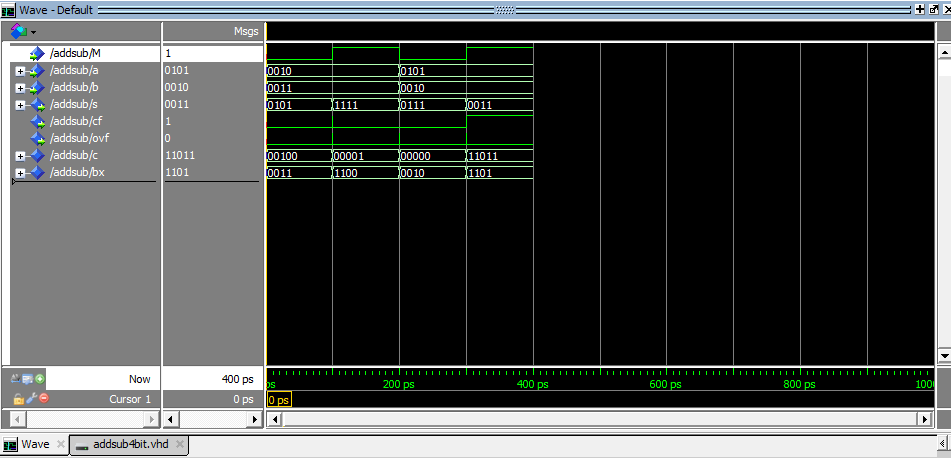 Wave - Default
Msgs
/addsub/M 1
/addsub/a 0101 0010 0101
/addsub/b 0010 0011 0010
/addsub/s 0011 0101 1111 0111 0011
/addsub/cf 1
/addsub/ovf 0
/addsub/c 11011 00100 00001 00000 11011
/addsub/bx 1101 0011 1100 0010 1101
Now 400 ps ps 200 ps 400 ps 600 ps 800 ps 1000
Cursor 1 0 ps 0 ps
Wave addsub4bit.vhd